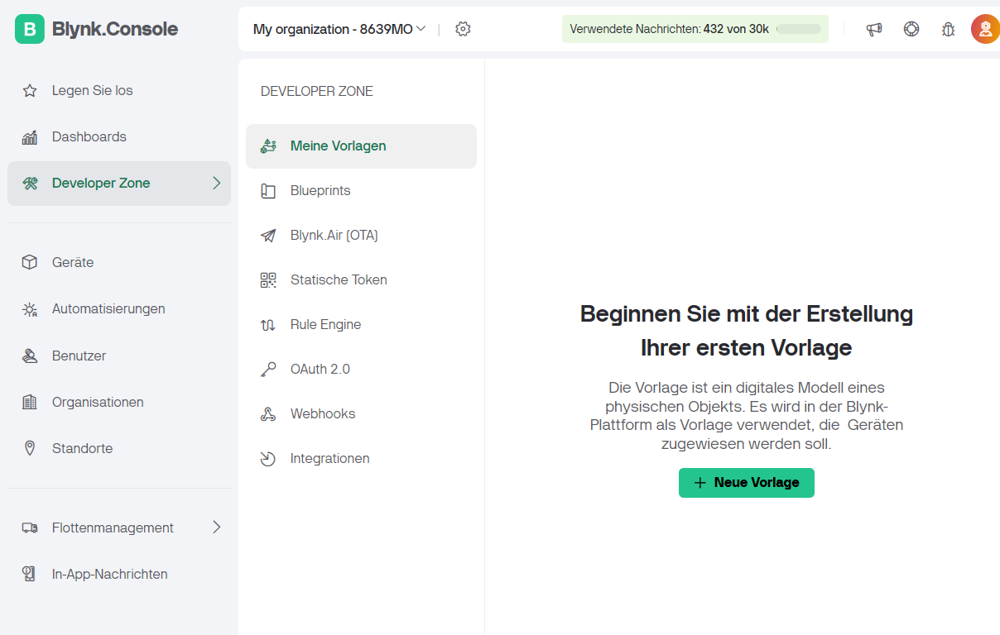 B Blynk.Console
My organization - 8639MO
Verwendete Nachrichten: 432 von 30k
Legen Sie los
Dashboards
Developer Zone
Geräte
Automatisierungen
Benutzer
Organisationen
Standorte
Flottenmanagement
In-App-Nachrichten
DEVELOPER ZONE
Meine Vorlagen
Blueprints
Blynk.Air (OTA)
Statische Token
Rule Engine
OAuth 2.0
Webhooks
Integrationen
Beginnen Sie mit der Erstellung
Ihrer ersten Vorlage
Die Vorlage ist ein digitales Modell eines
physischen Objekts. Es wird in der Blynk-
Plattform als Vorlage verwendet, die  Geräten
zugewiesen werden soll.
+ Neue Vorlage